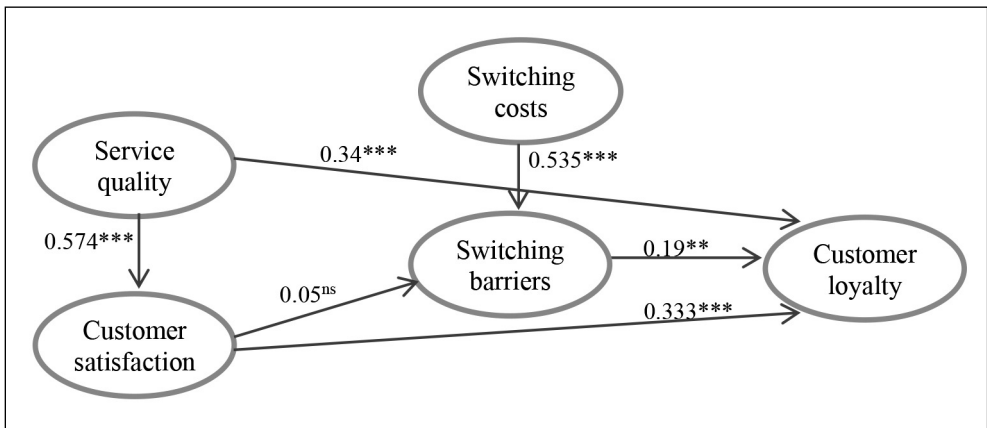 Switching
costs
Service
quality
0.34***
0.535***
0.574***
Switching
barriers
0.19**
Customer
loyalty
0.05ns
0.333***
Customer
satisfaction